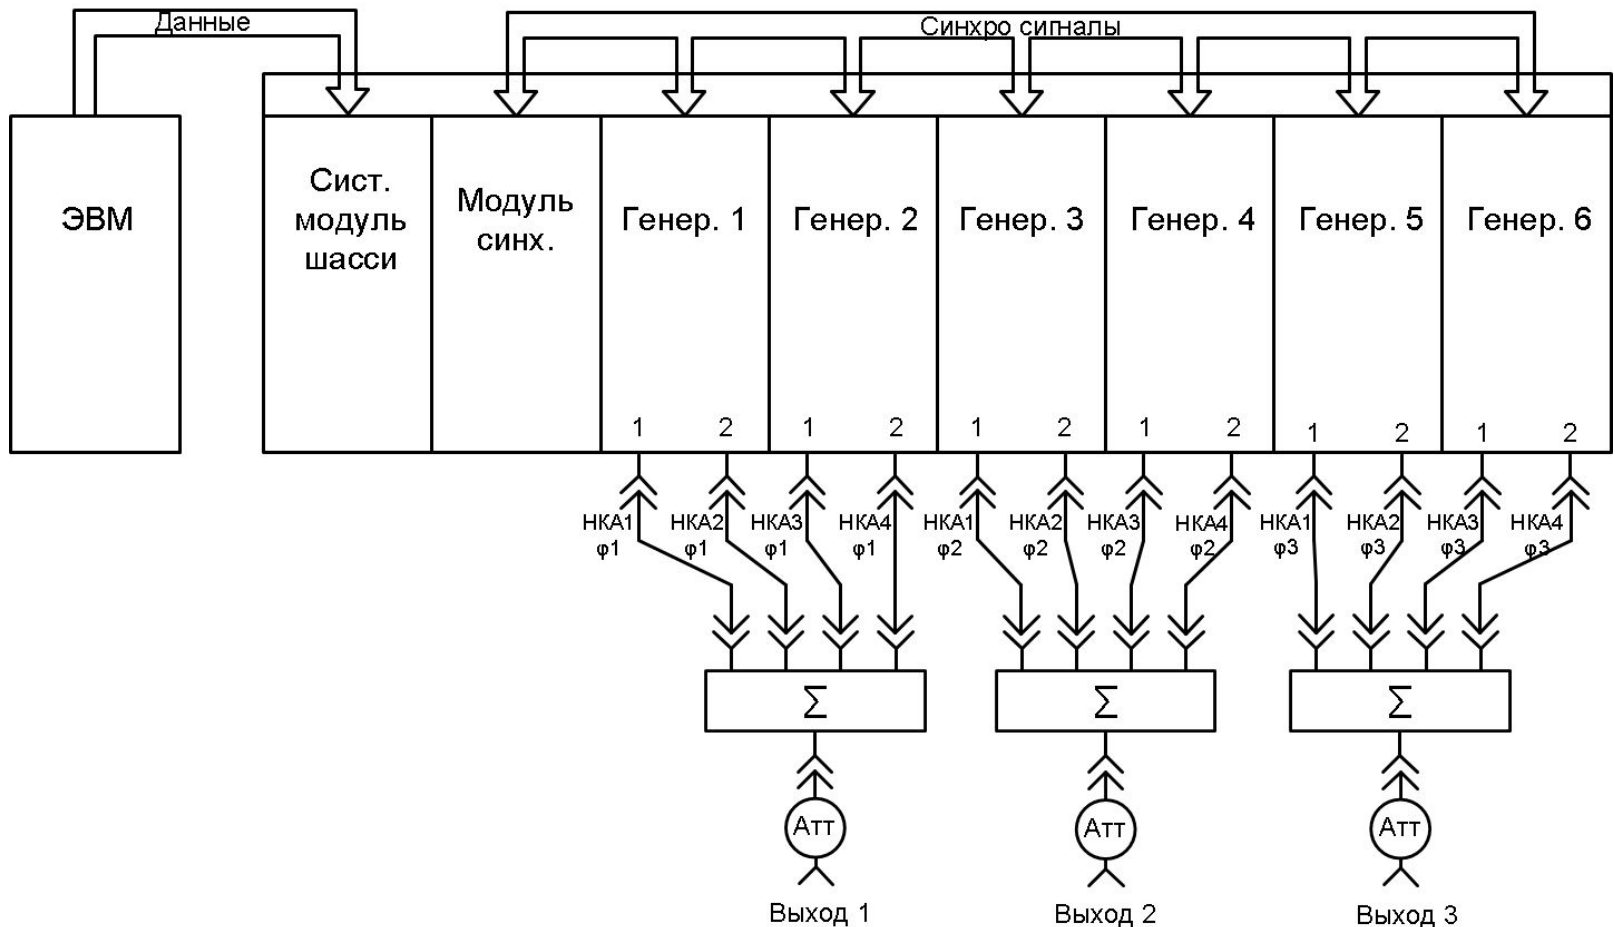 Данные
Синхро сигналы
ЭВМ
Сист.
модуль
шасси
Модуль
синх.
Генер. 1
Генер. 2
Генер. 3
Генер. 4
Генер. 5
Генер. 6
1 2 1 2 1 2 1 2 1 2 1 2
НКА1
φ1
НКА2
φ1
НКА3
φ1
НКА4
φ1
НКА1
φ2
НКА2
φ2
НКА3
φ2
НКА4
φ2
НКА1
φ3
НКА2
φ3
НКА3
φ3
НКА4
φ3
Σ Σ Σ
Атт Атт Атт
Выход 1
Выход 2
Выход 3